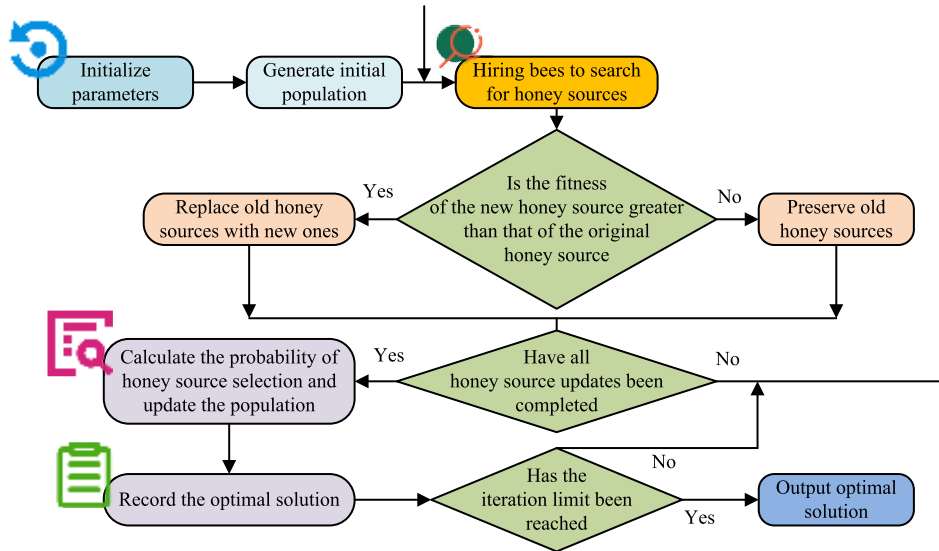 Initialize
parameters
Generate initial
population
Hiring bees to search
for honey sources
Is the fitness
of the new honey source greater
than that of the original
honey source
Yes
No
Replace old honey
sources with new ones
Preserve old
honey sources
Have all
honey source updates been
completed
Yes
No
Calculate the probability of
honey source selection and
update the population
Record the optimal solution
Has the
iteration limit been
reached
No
Yes
Output optimal
solution